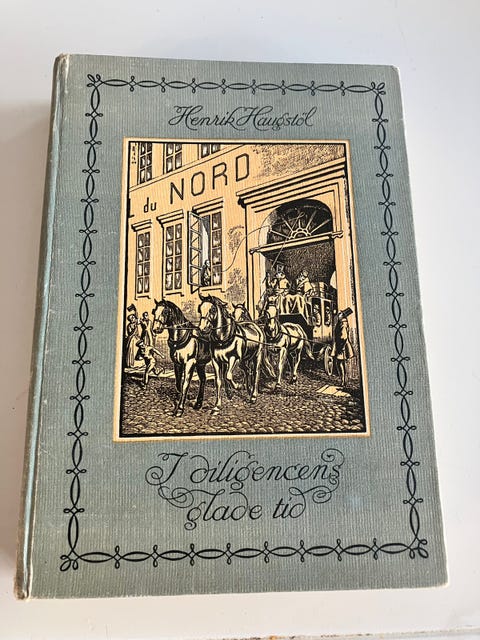 Henrik Haugstøl
L du NORD
I diligencens
glade tid